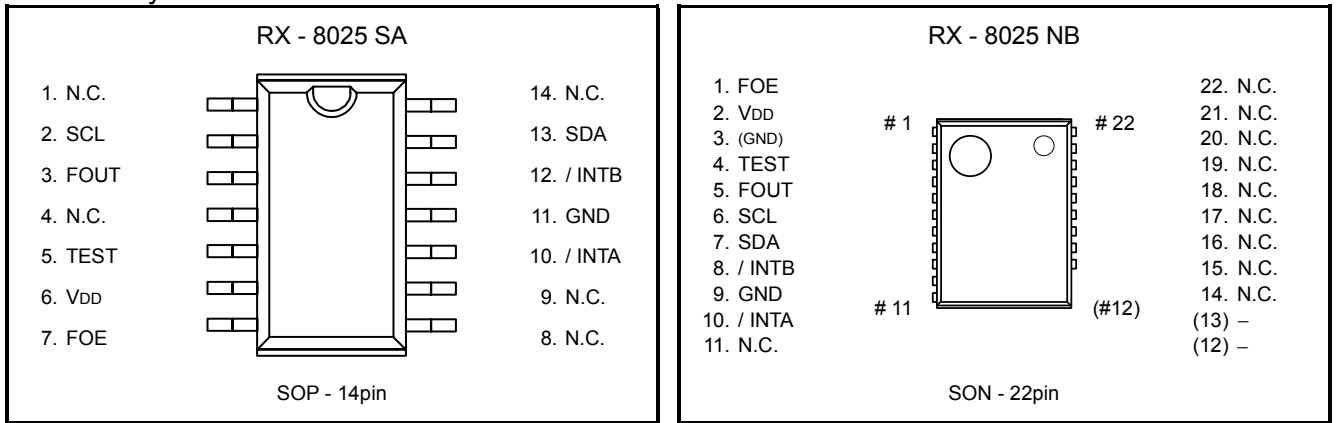 RX - 8025 SA
1. N.C.
2. SCL
3. FOUT
4. N.C.
5. TEST
6. VDD
7. FOE
14. N.C.
13. SDA
12. / INTB
11. GND
10. / INTA
9. N.C.
8. N.C.
SOP - 14pin
RX - 8025 NB
1. FOE
2. VDD
3. (GND)
4. TEST
5. FOUT
6. SCL
7. SDA
8. / INTB
9. GND
10. / INTA
11. N.C.
# 1
# 22
# 11
(#12)
22. N.C.
21. N.C.
20. N.C.
19. N.C.
18. N.C.
17. N.C.
16. N.C.
15. N.C.
14. N.C.
(13) –
(12) –
SON - 22pin